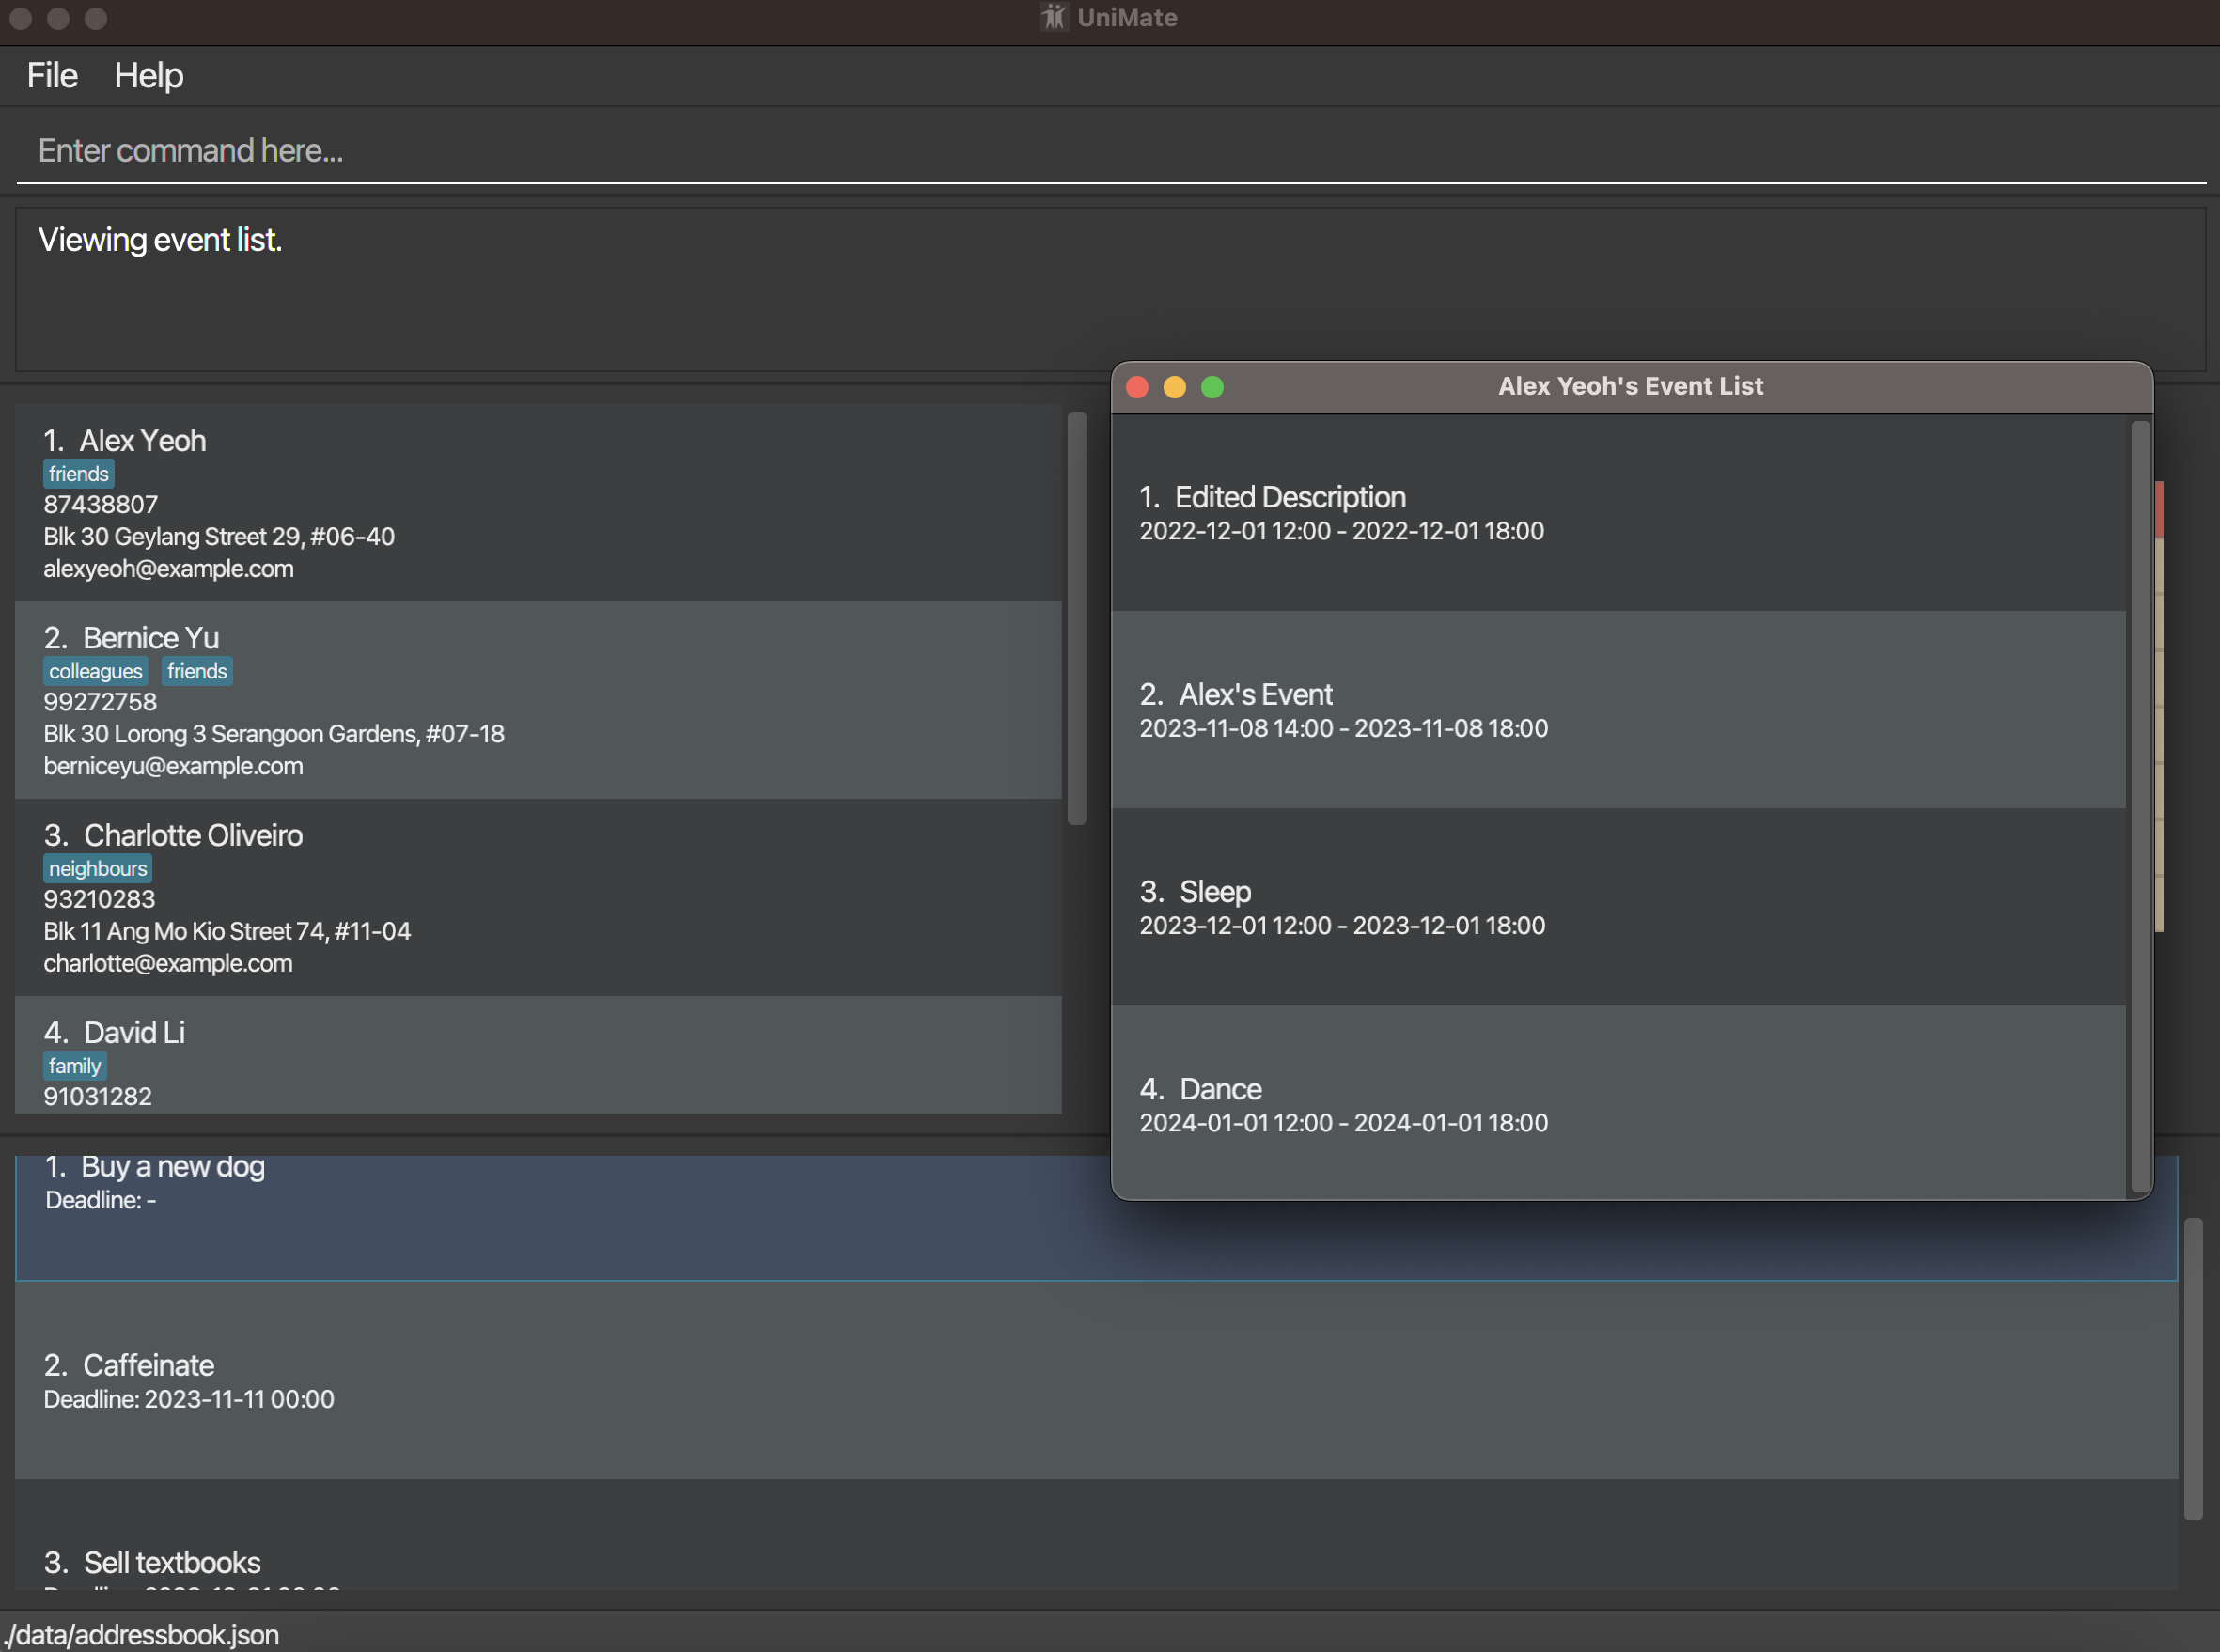 UniMate
File Help
Enter command here...
Viewing event list.
1. Alex Yeoh
friends
87438807
Blk 30 Geylang Street 29, #06-40
alexyeoh@example.com
2. Bernice Yu
colleagues friends
99272758
Blk 30 Lorong 3 Serangoon Gardens, #07-18
berniceyu@example.com
3. Charlotte Oliveiro
neighbours
93210283
Blk 11 Ang Mo Kio Street 74, #11-04
charlotte@example.com
4. David Li
family
91031282
Alex Yeoh's Event List
1. Edited Description
2022-12-01 12:00 - 2022-12-01 18:00
2. Alex's Event
2023-11-08 14:00 - 2023-11-08 18:00
3. Sleep
2023-12-01 12:00 - 2023-12-01 18:00
4. Dance
2024-01-01 12:00 - 2024-01-01 18:00
1. Buy a new dog
Deadline: -
2. Caffeinate
Deadline: 2023-11-11 00:00
3. Sell textbooks
./data/addressbook.json